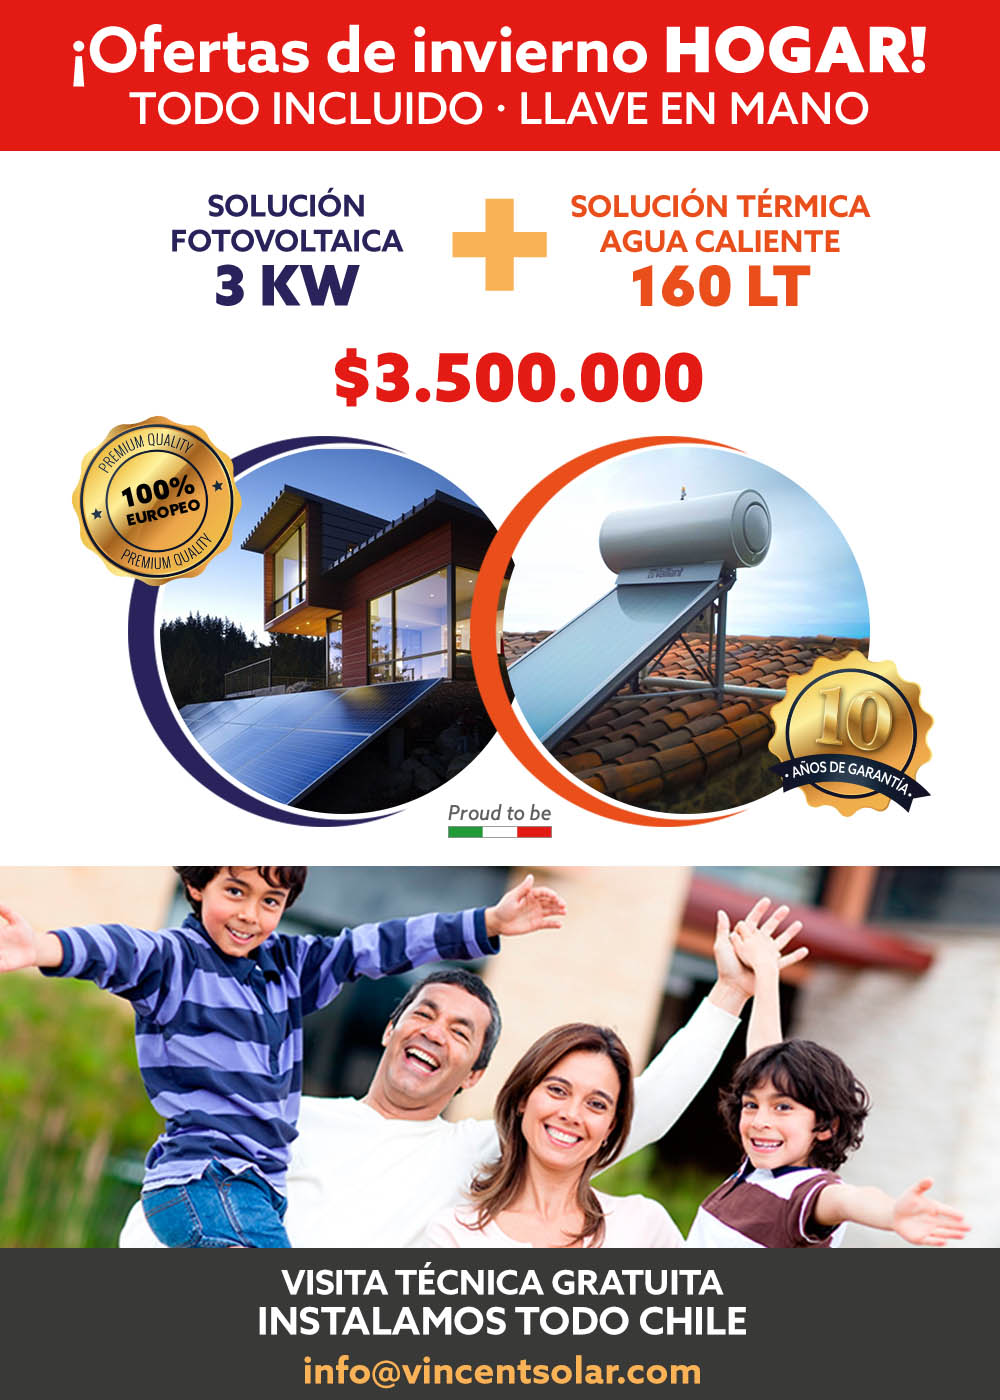 ¡Ofertas de invierno HOGAR!
TODO INCLUIDO · LLAVE EN MANO
SOLUCIÓN
FOTOVOLTAICA
3 KW
SOLUCIÓN TÉRMICA
AGUA CALIENTE
160 LT
$3.500.000
PREMIUM QUALITY
100%
EUROPEO
PREMIUM QUALITY
Vaillant
10
· AÑOS DE GARANTÍA ·
Proud to be
VISITA TÉCNICA GRATUITA
INSTALAMOS TODO CHILE
info@vincentsolar.com